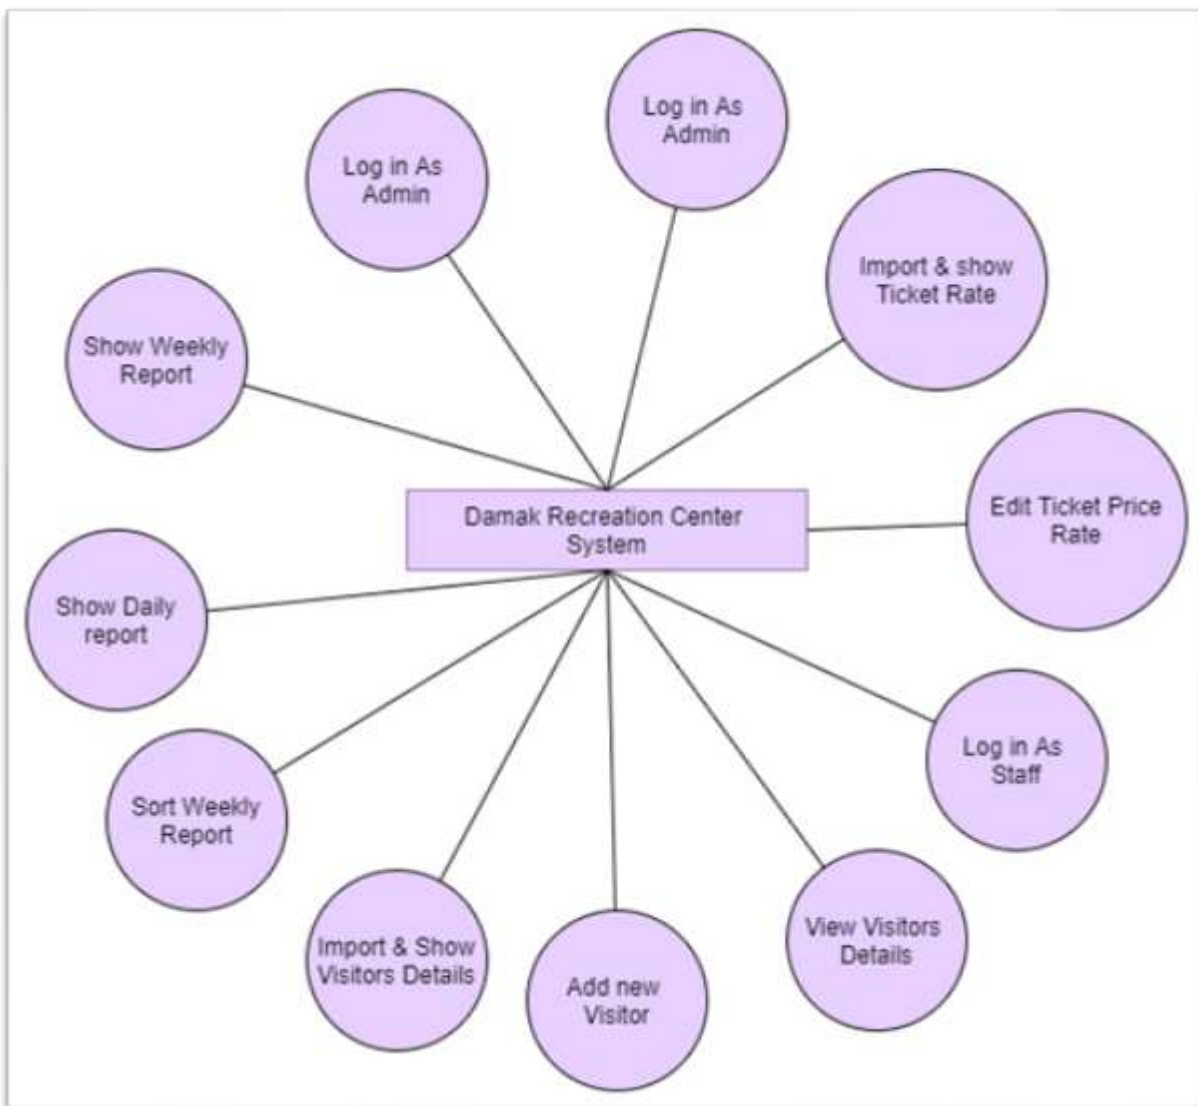 Log in As
Admin
Log in As
Admin
Import & show
Ticket Rate
Show Weekly
Report
Damak Recreation Center
System
Edit Ticket Price
Rate
Show Daily
report
Log in As
Staff
Sort Weekly
Report
Import & Show
Visitors Details
Add new
Visitor
View Visitors
Details